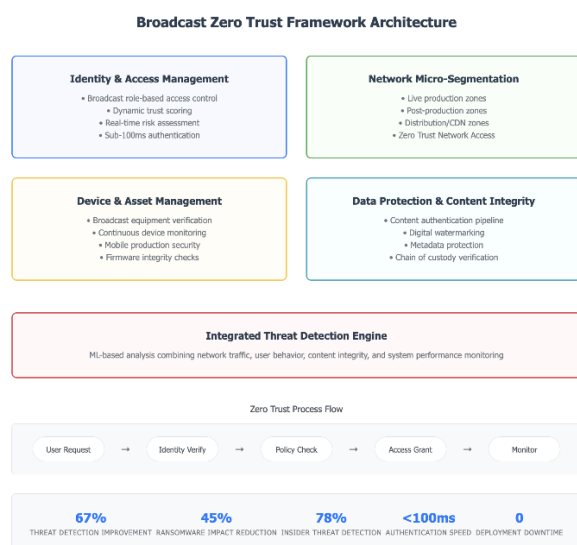 Broadcast Zero Trust Framework Architecture
Identity & Access Management
• Broadcast role-based access control
• Dynamic trust scoring
• Real-time risk assessment
• Sub-100ms authentication
Network Micro-Segmentation
• Live production zones
• Post-production zones
• Distribution/CDN zones
• Zero Trust Network Access
Device & Asset Management
• Broadcast equipment verification
• Continuous device monitoring
• Mobile production security
• Firmware integrity checks
Data Protection & Content Integrity
• Content authentication pipeline
• Digital watermarking
• Metadata protection
• Chain of custody verification
Integrated Threat Detection Engine
ML-based analysis combining network traffic, user behavior, content integrity, and system performance monitoring
Zero Trust Process Flow
User Request → Identity Verify → Policy Check → Access Grant → Monitor
67% 45% 78% <100ms 0
THREAT DETECTION IMPROVEMENT RANSOMWARE IMPACT REDUCTION INSIDER THREAT DETECTION AUTHENTICATION SPEED DEPLOYMENT DOWNTIME